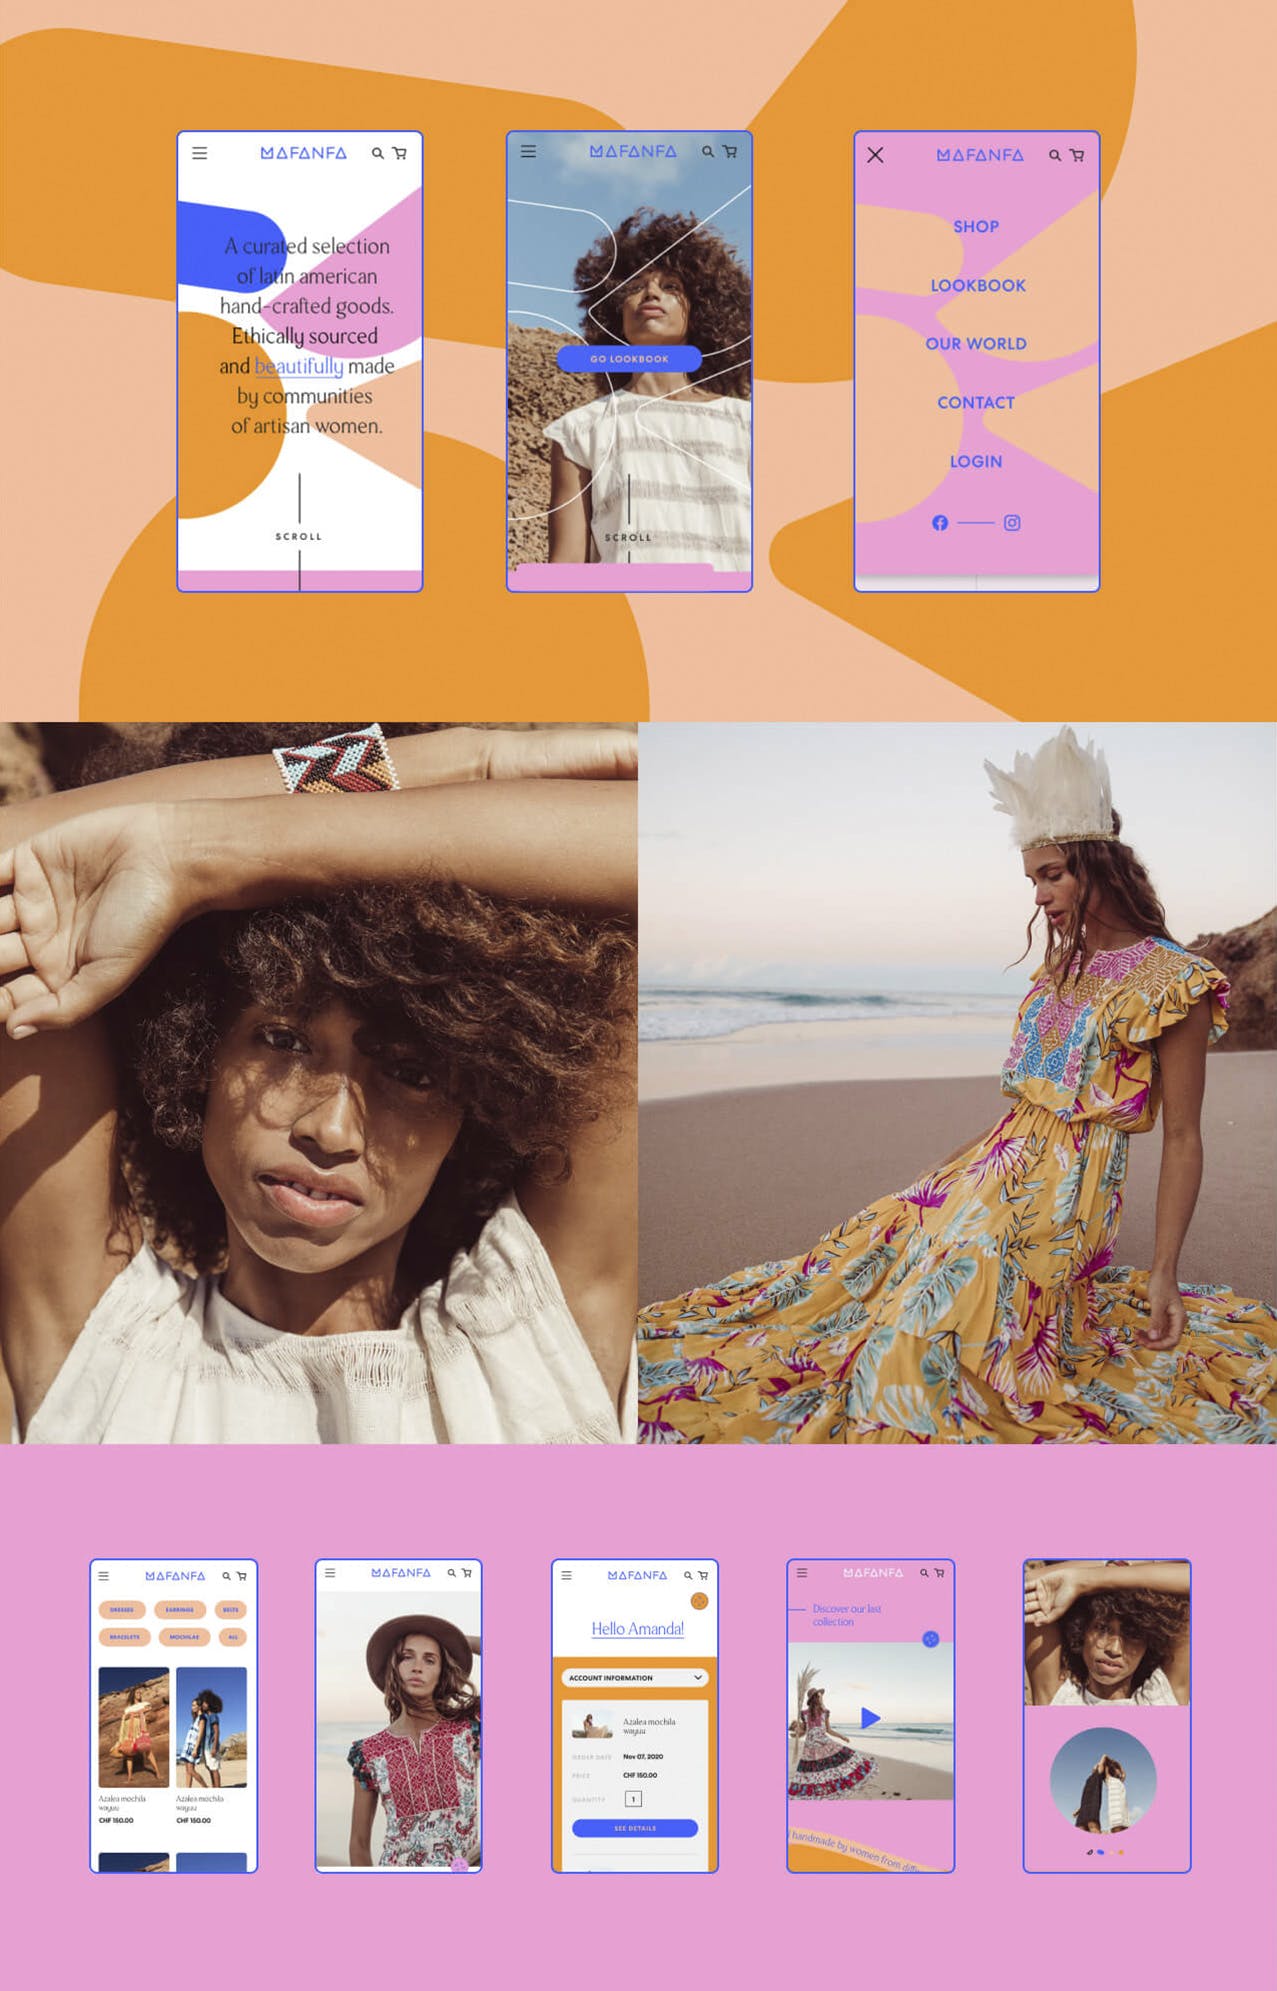 MAFANFA
A curated selection
of latin american
hand-crafted goods.
Ethically sourced
and beautifully made
by communities
of artisan women.
SCROLL
MAFANFA
GO LOOKBOOK
SCROLL
MAFANFA
SHOP
LOOKBOOK
OUR WORLD
CONTACT
LOGIN
MAFANFA
DRESSES EARRINGS BELTS
BRACELETS MOCHILAS ALL
Azalea mochila
wayuu
CHF 150.00
Azalea mochila
wayuu
CHF 150.00
MAFANFA
MAFANFA
Hello Amanda!
ACCOUNT INFORMATION
Azalea mochila
wayuu
ORDER DATE Nov 07, 2020
PRICE CHF 150.00
QUANTITY 1
SEE DETAILS
MAFANFA
Discover our last
collection
handmade by women from diff